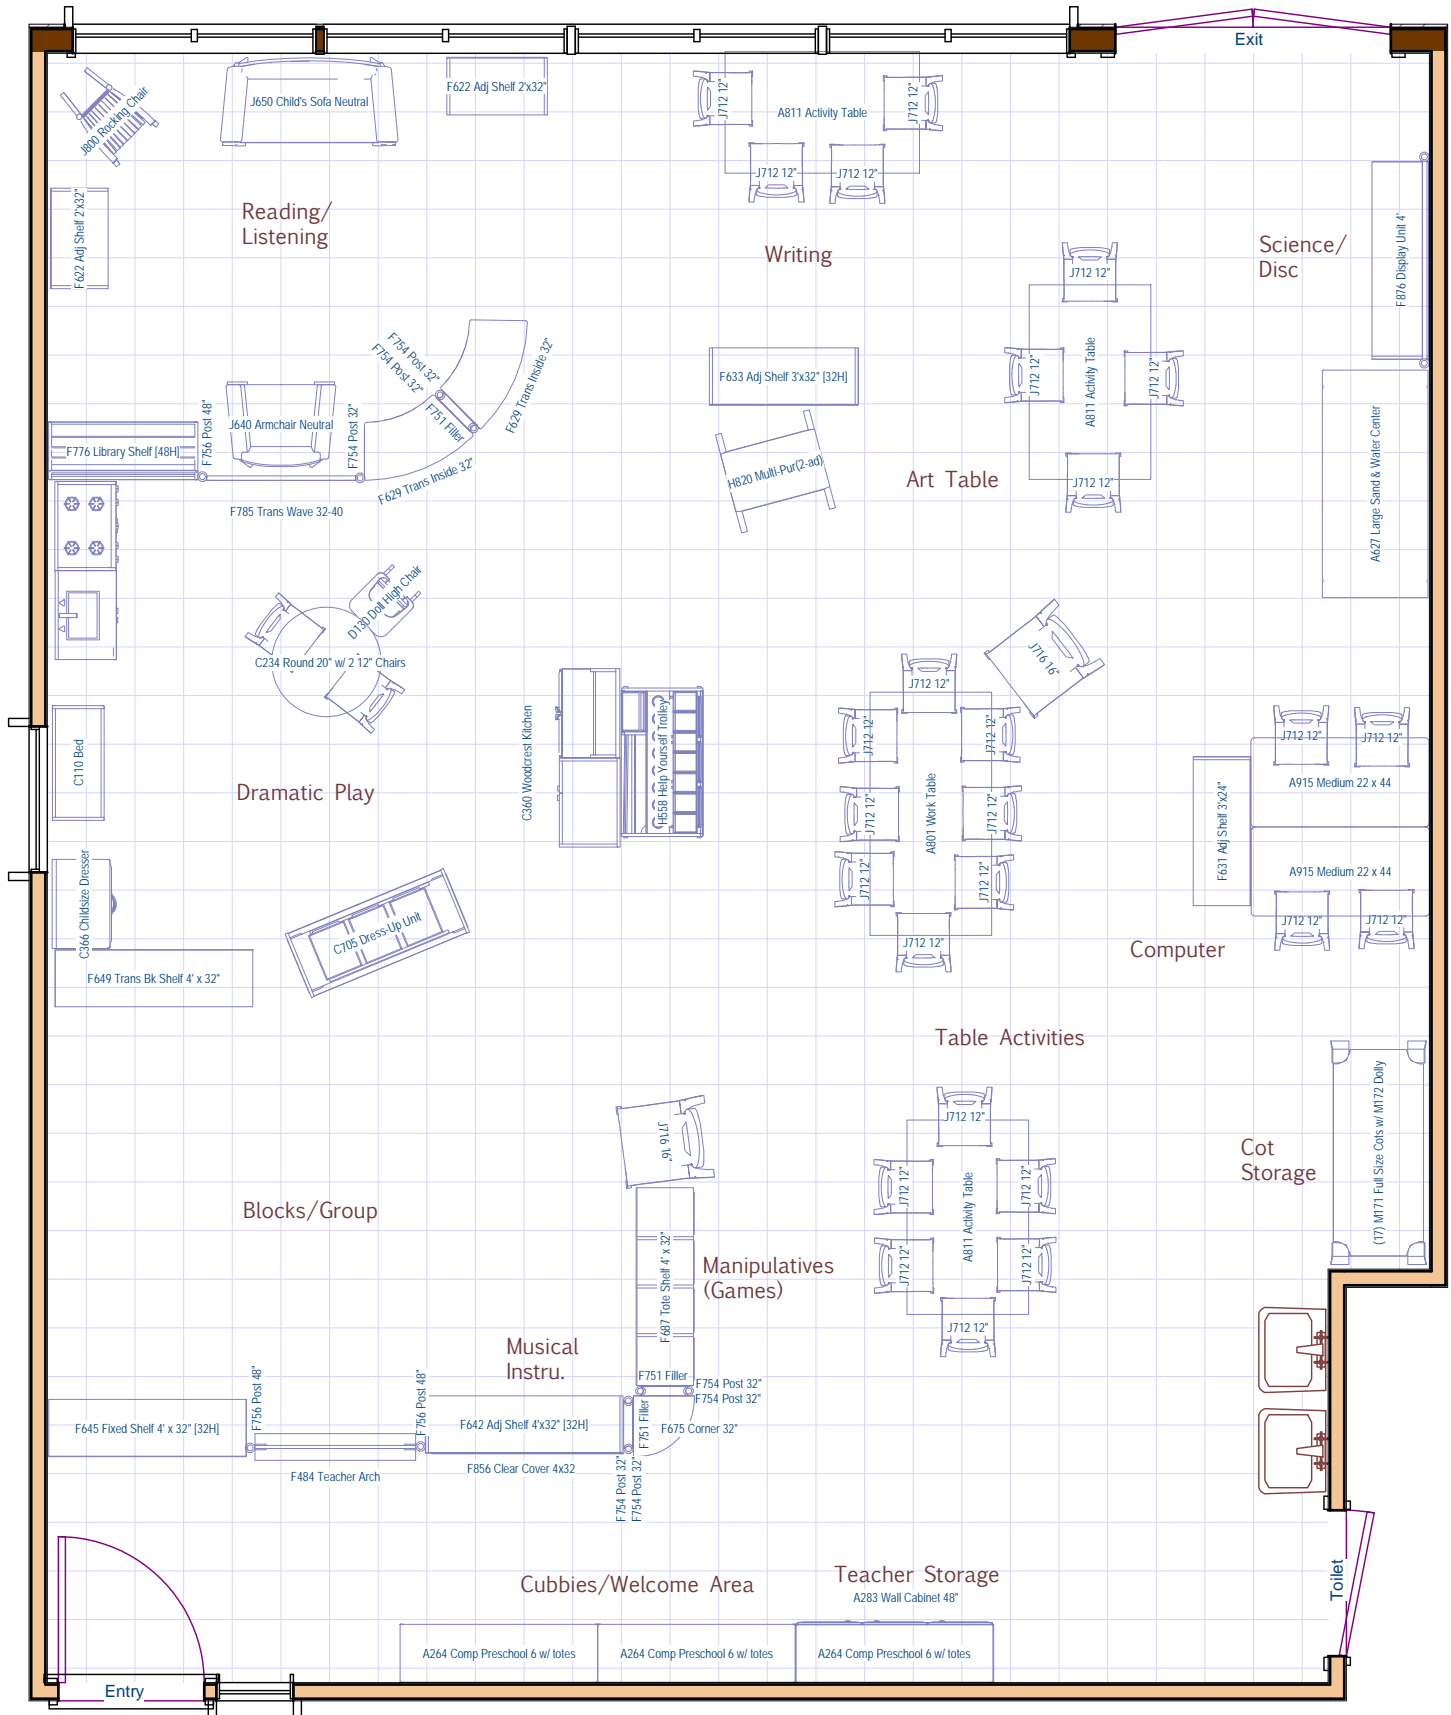 Exit
J800 Rocking Chair
J650 Child's Sofa Neutral
F622 Adj Shelf 2'x32"
J712 12"
A811 Activity Table
J712 12"
J712 12"
J712 12"
F622 Adj Shelf 2'x32"
Reading/
Listening
Writing
Science/
Disc
F876 Display Unit 4'
J712 12"
J712 12"
A811 Activity Table
J712 12"
J712 12"
F754 Post 32"
F754 Post 32"
F629 Trans Inside 32"
F751 Filler
F633 Adj Shelf 3'x32" [32H]
J640 Armchair Neutral
F756 Post 48"
F754 Post 32"
F776 Library Shelf [48H]
F629 Trans Inside 32"
F785 Trans Wave 32-40
H820 Multi-Pur(2-ad)
Art Table
A627 Large Sand & Water Center
D130 Doll High Chair
C234 Round 20" w/ 2 12" Chairs
J716 16"
J712 12"
J712 12"
J712 12"
J712 12"
A801 Work Table
J712 12"
J712 12"
J712 12"
J712 12"
C110 Bed
Dramatic Play
C360 Woodcrest Kitchen
H558 Help Yourself Trolley
J712 12"
J712 12"
A915 Medium 22 x 44
F631 Adj Shelf 3'x24"
A915 Medium 22 x 44
J712 12"
J712 12"
Computer
C366 Childsize Dresser
C705 Dress-Up Unit
F649 Trans Bk Shelf 4' x 32"
Table Activities
J716 16"
J712 12"
J712 12"
J712 12"
A811 Activity Table
J712 12"
J712 12"
J712 12"
Cot
Storage
(17) M171 Full Size Cots w/ M172 Dolly
Blocks/Group
F687 Tote Shelf 4' x 32"
Manipulatives
(Games)
Musical
Instru.
F751 Filler
F754 Post 32"
F754 Post 32"
F756 Post 48"
F756 Post 48"
F645 Fixed Shelf 4' x 32" [32H]
F642 Adj Shelf 4'x32" [32H]
F751 Filler
F675 Corner 32"
F484 Teacher Arch
F856 Clear Cover 4x32
F754 Post 32"
F754 Post 32"
Toilet
Cubbies/Welcome Area
Teacher Storage
A283 Wall Cabinet 48"
A264 Comp Preschool 6 w/ totes
A264 Comp Preschool 6 w/ totes
A264 Comp Preschool 6 w/ totes
Entry